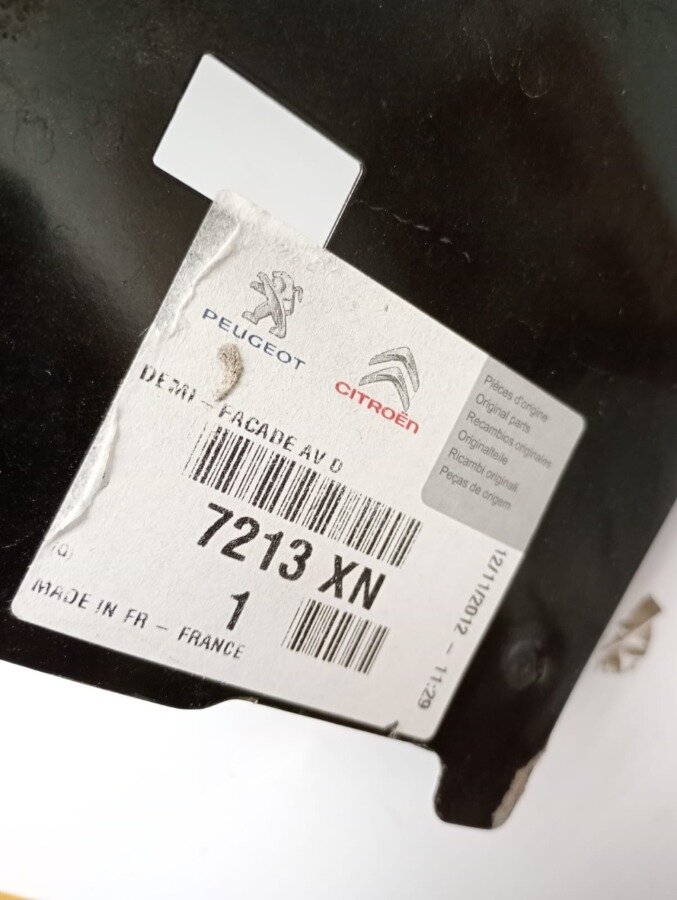 PEUGEOT
CITROËN
Pièces d'origine
Original parts
Recambios originales
Originalteile
Ricambi originali
Peças de origem
DEMI - FACADE AV D
7213 XN
(Q)
1
MADE IN FR - FRANCE
12/11/2012 - 11:29